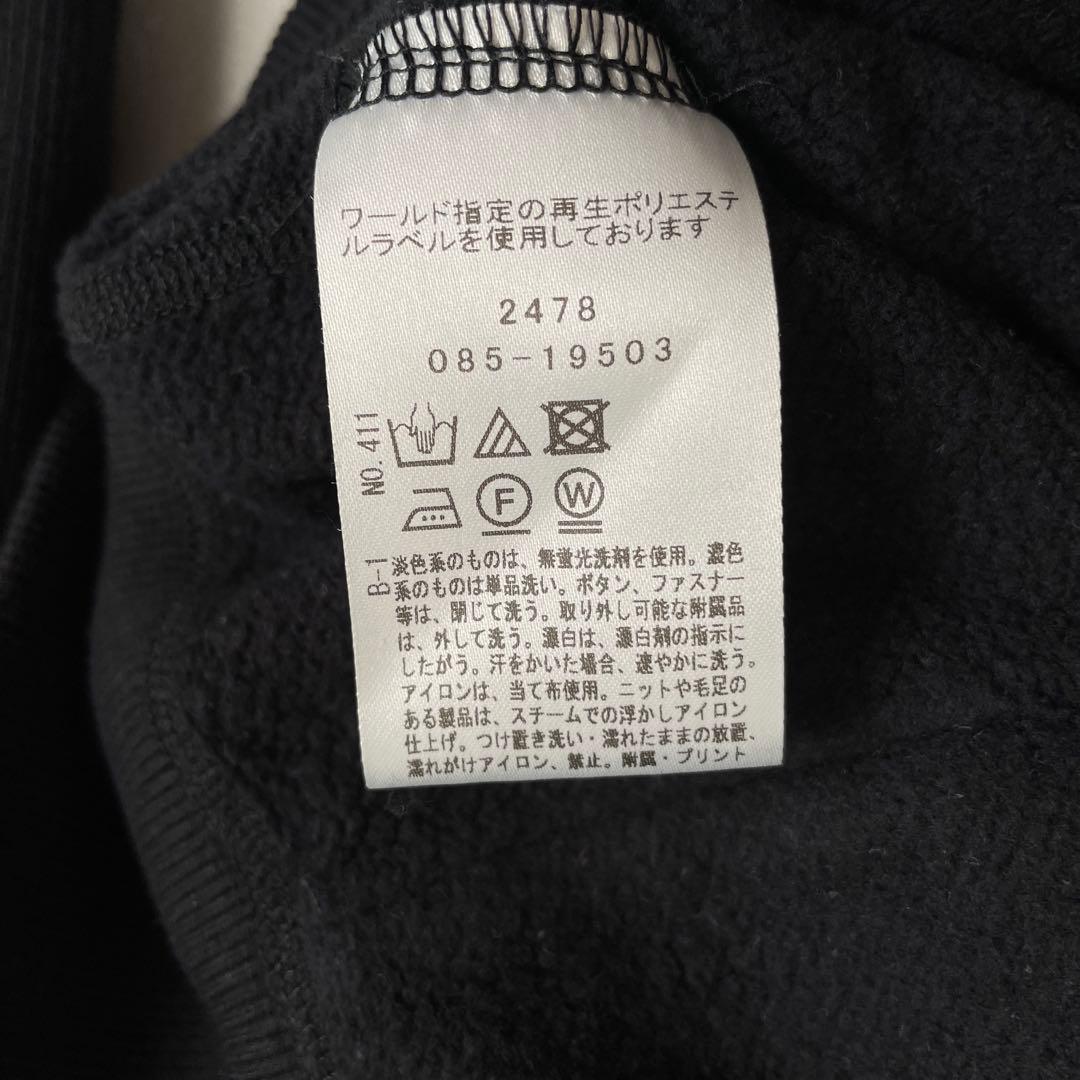 ワールド指定の再生ポリエステ
ルラベルを使用しております
2478
085-19503
NO.411
F
W
B-1
淡色系のものは、無蛍光洗剤を使用。濃色
系のものは単品洗い。ボタン、ファスナー
等は、閉じて洗う。取り外し可能な附属品
は、外して洗う。漂白は、漂白剤の指示に
したがう。汗をかいた場合、速やかに洗う。
アイロンは、当て布使用。ニットや毛足の
ある製品は、スチームでの浮かしアイロン
仕上げ。つけ置き洗い・濡れたままの放置、
濡れがけアイロン、禁止。附属・プリント